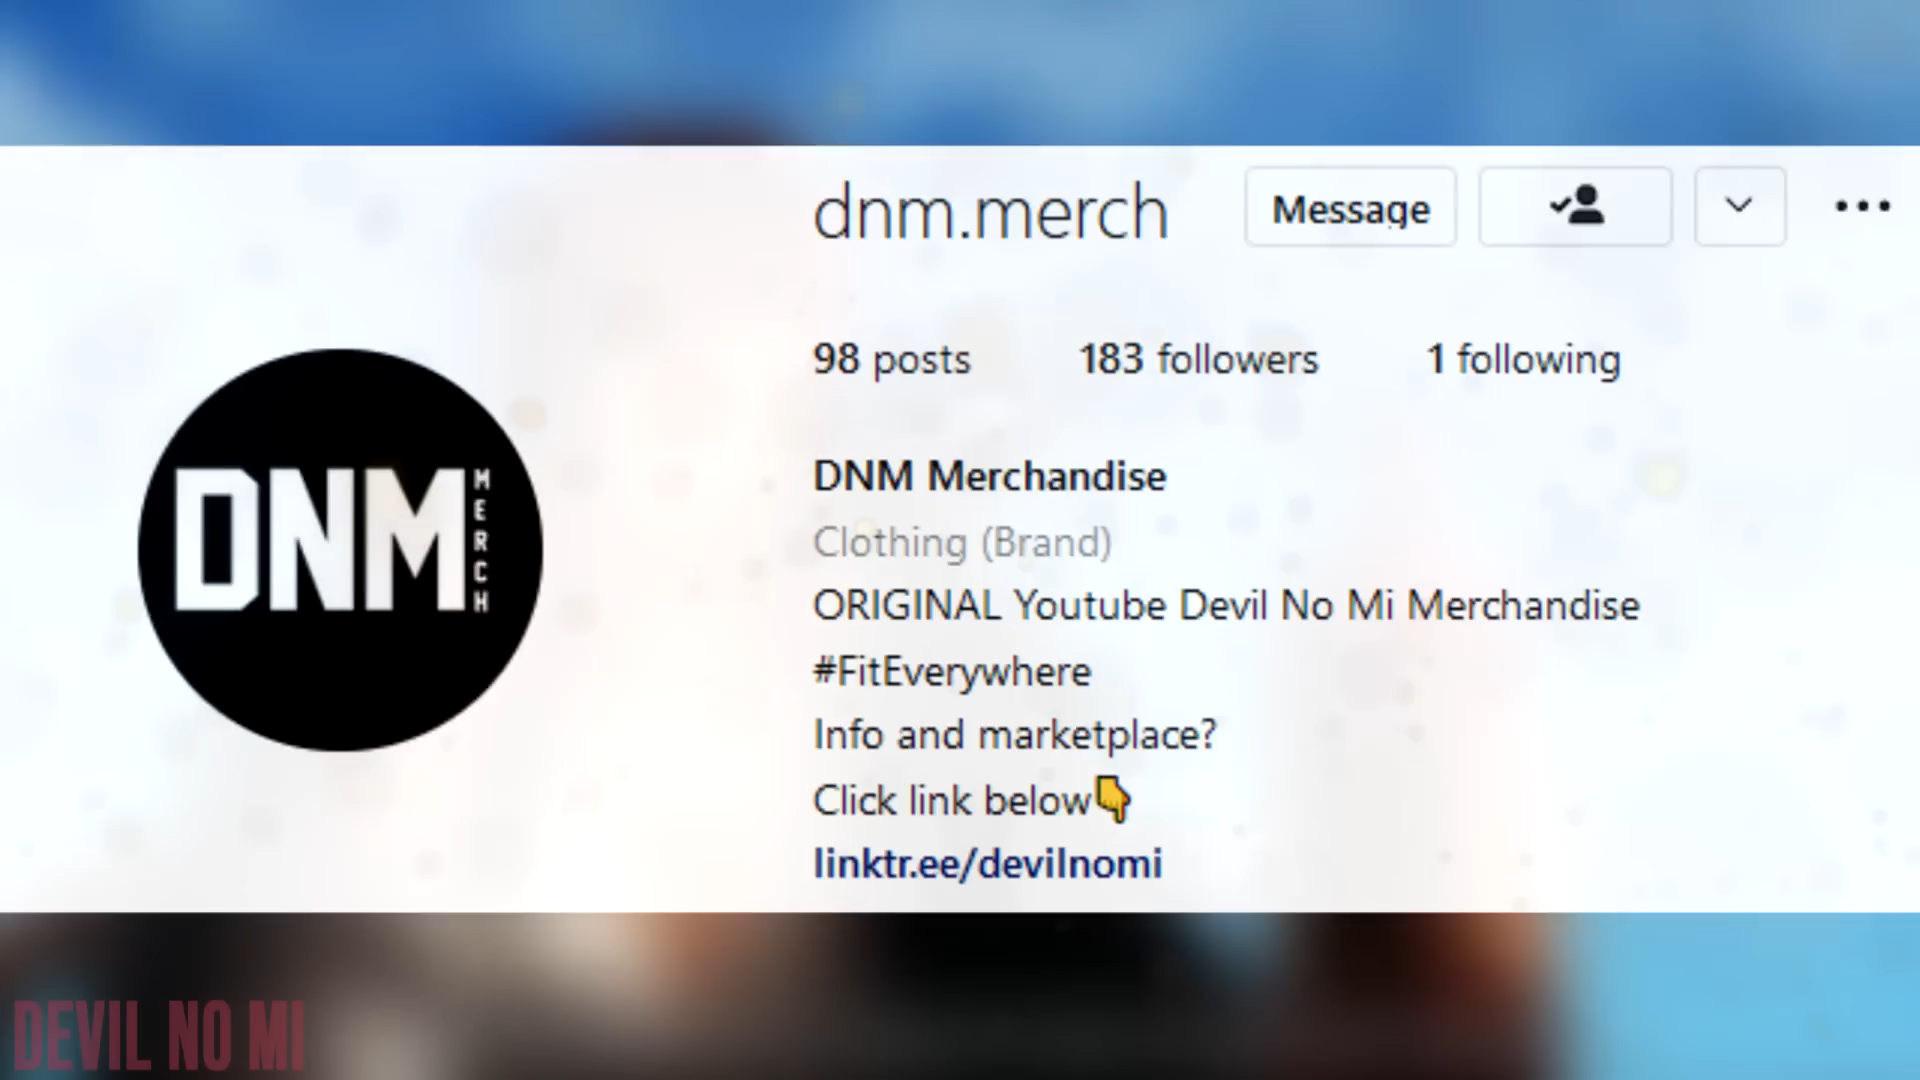 dnm.merch Message
98 posts 183 followers 1 following
DNM MERCH
DNM Merchandise
Clothing (Brand)
ORIGINAL Youtube Devil No Mi Merchandise
#FitEverywhere
Info and marketplace?
Click link below👇
linktr.ee/devilnomi
DEVIL NO MI